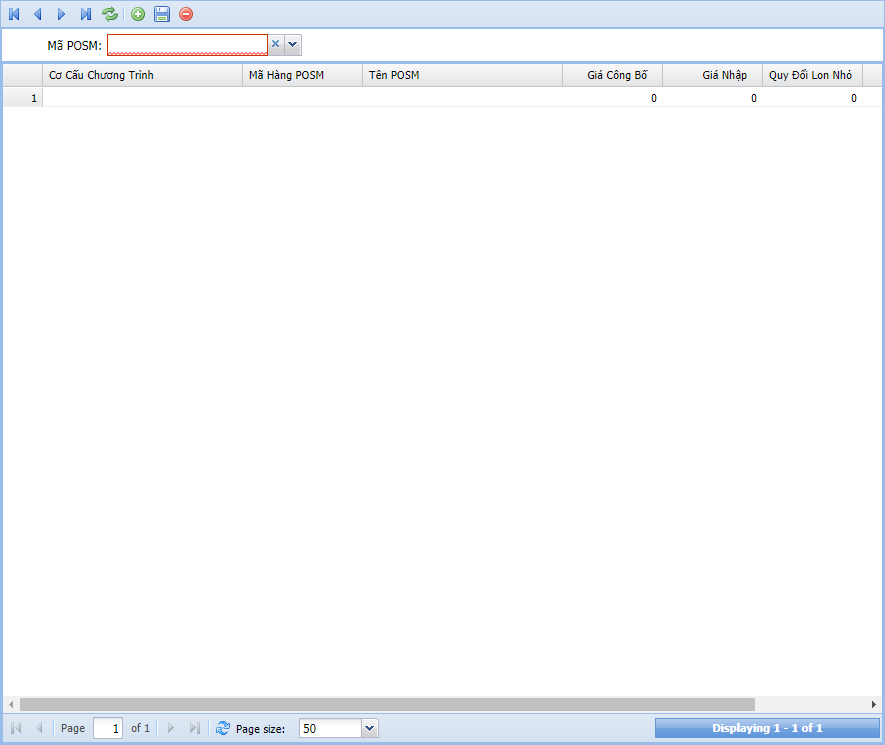 Mã POSM:
Cơ Cấu Chương Trình Mã Hàng POSM Tên POSM Giá Công Bố Giá Nhập Quy Đổi Lon Nhỏ
1 0 0 0
Page 1 of 1 Page size: 50 Displaying 1 - 1 of 1